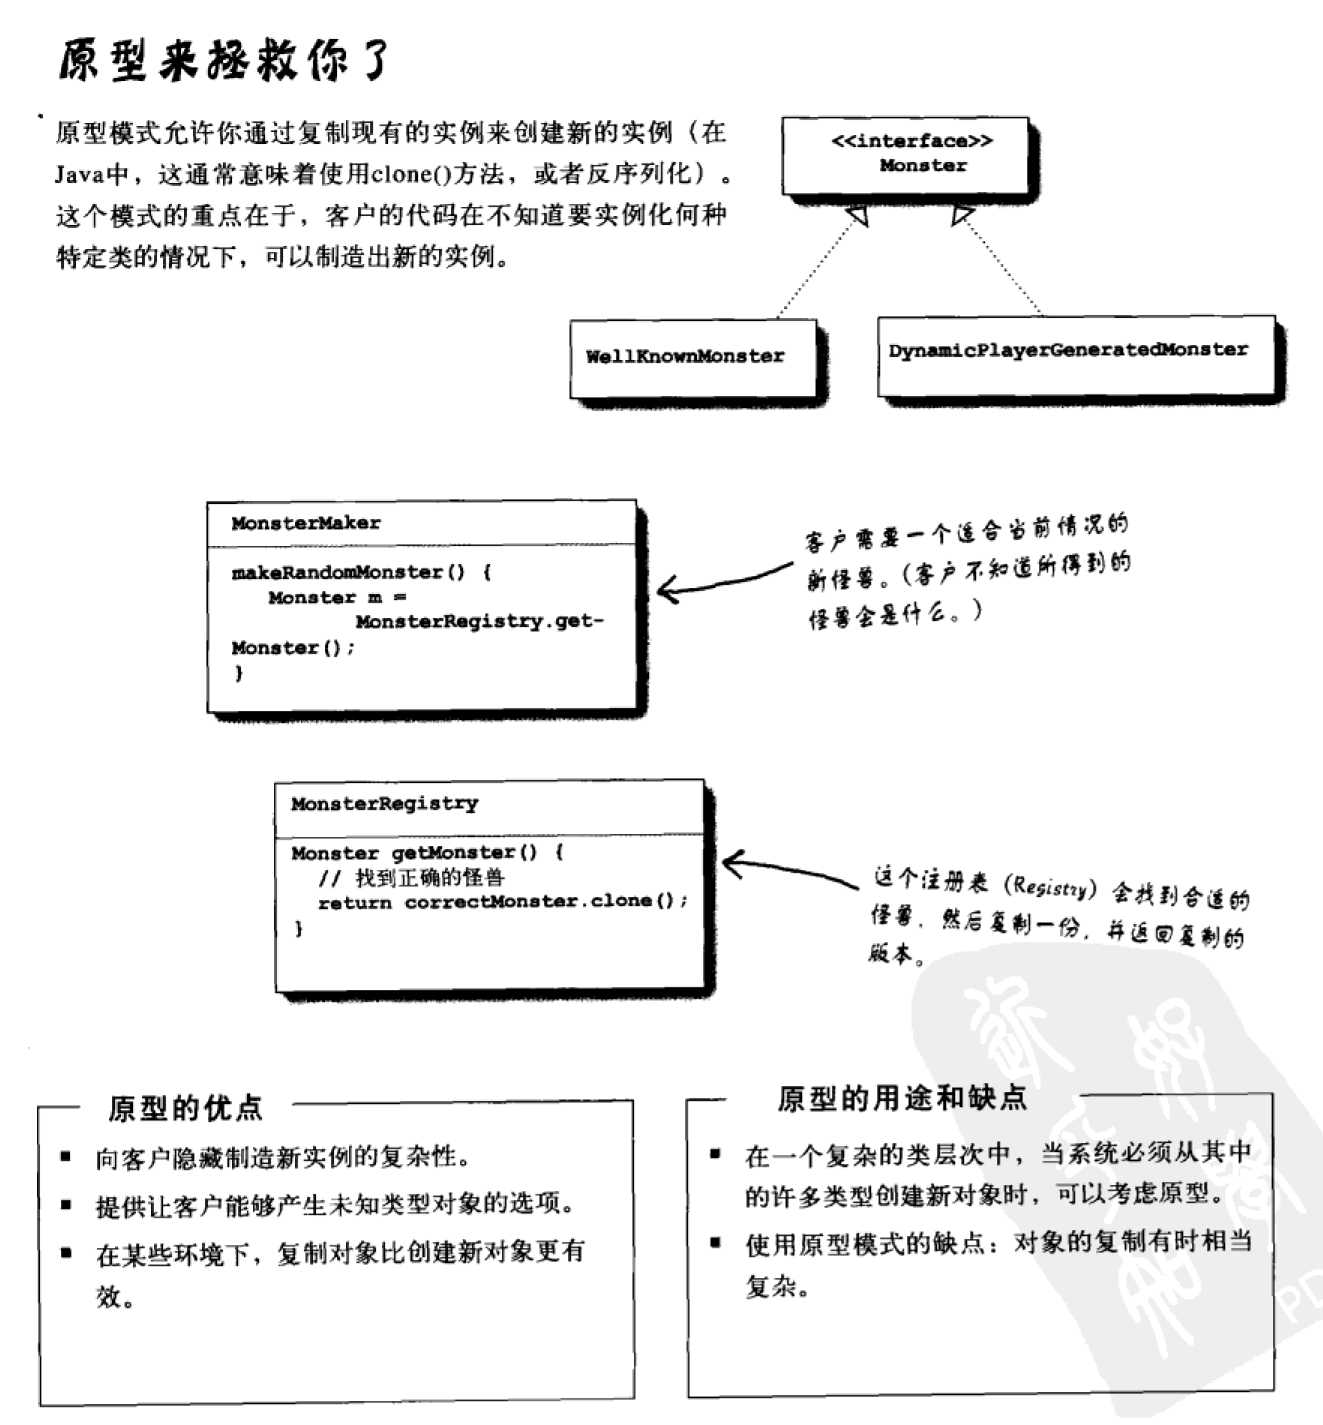 原型来拯救你了
原型模式允许你通过复制现有的实例来创建新的实例（在
Java中，这通常意味着使用clone()方法，或者反序列化）。
这个模式的重点在于，客户的代码在不知道要实例化何种
特定类的情况下，可以制造出新的实例。
<<interface>>
Monster
WellKnownMonster
DynamicPlayerGeneratedMonster
MonsterMaker
makeRandomMonster() {
Monster m =
MonsterRegistry.get-
Monster();
}
客户需要一个适合当前情况的
新怪兽。(客户不知道所得到的
怪兽会是什么。)
MonsterRegistry
Monster getMonster() {
// 找到正确的怪兽
return correctMonster.clone();
}
这个注册表（Registry）会找到合适的
怪兽，然后复制一份，并返回复制的
版本。
原型的优点
■ 向客户隐藏制造新实例的复杂性。
■ 提供让客户能够产生未知类型对象的选项。
■ 在某些环境下，复制对象比创建新对象更有
效。
原型的用途和缺点
■ 在一个复杂的类层次中，当系统必须从其中
的许多类型创建新对象时，可以考虑原型。
■ 使用原型模式的缺点：对象的复制有时相当
复杂。